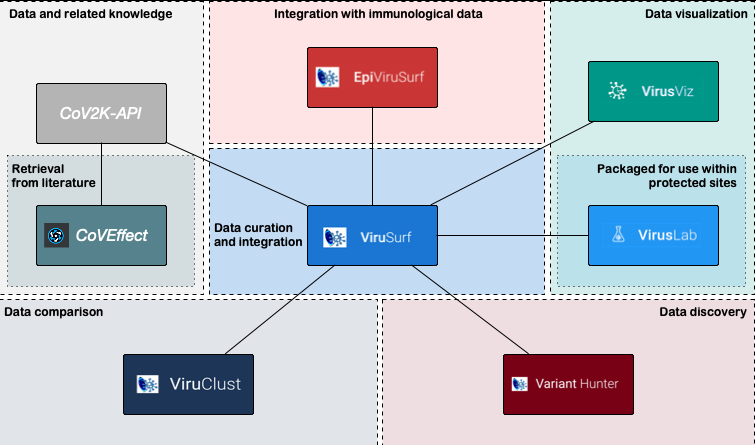 Data and related knowledge
Integration with immunological data
Data visualization
EpiViruSurf
VirusViz
CoV2K-API
Retrieval
from literature
Packaged for use within
protected sites
CoVEffect
Data curation
and integration
ViruSurf
VirusLab
Data comparison
Data discovery
ViruClust
Variant Hunter